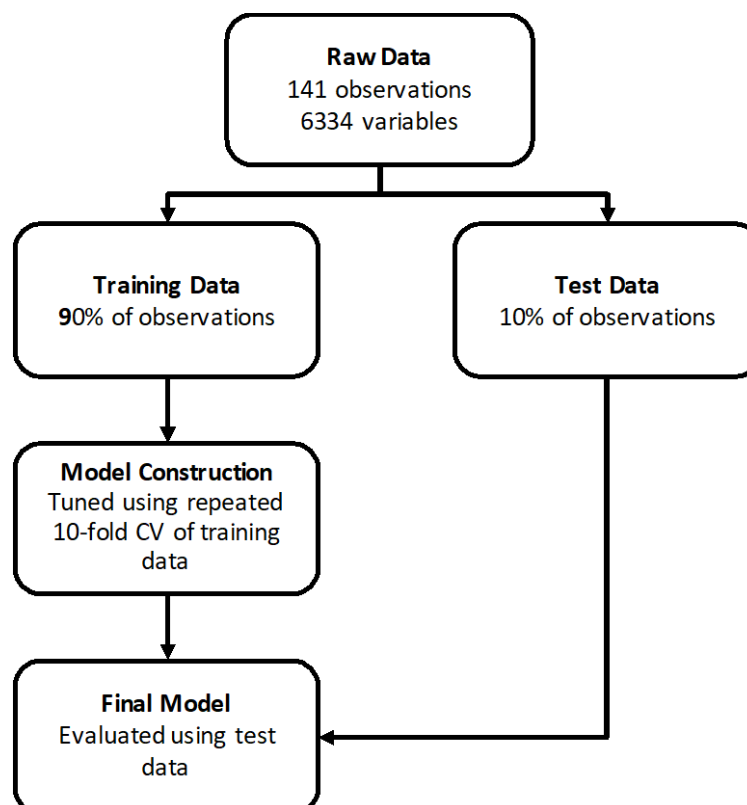 Raw Data
141 observations
6334 variables
Training Data
90% of observations
Test Data
10% of observations
Model Construction
Tuned using repeated
10-fold CV of training
data
Final Model
Evaluated using test
data